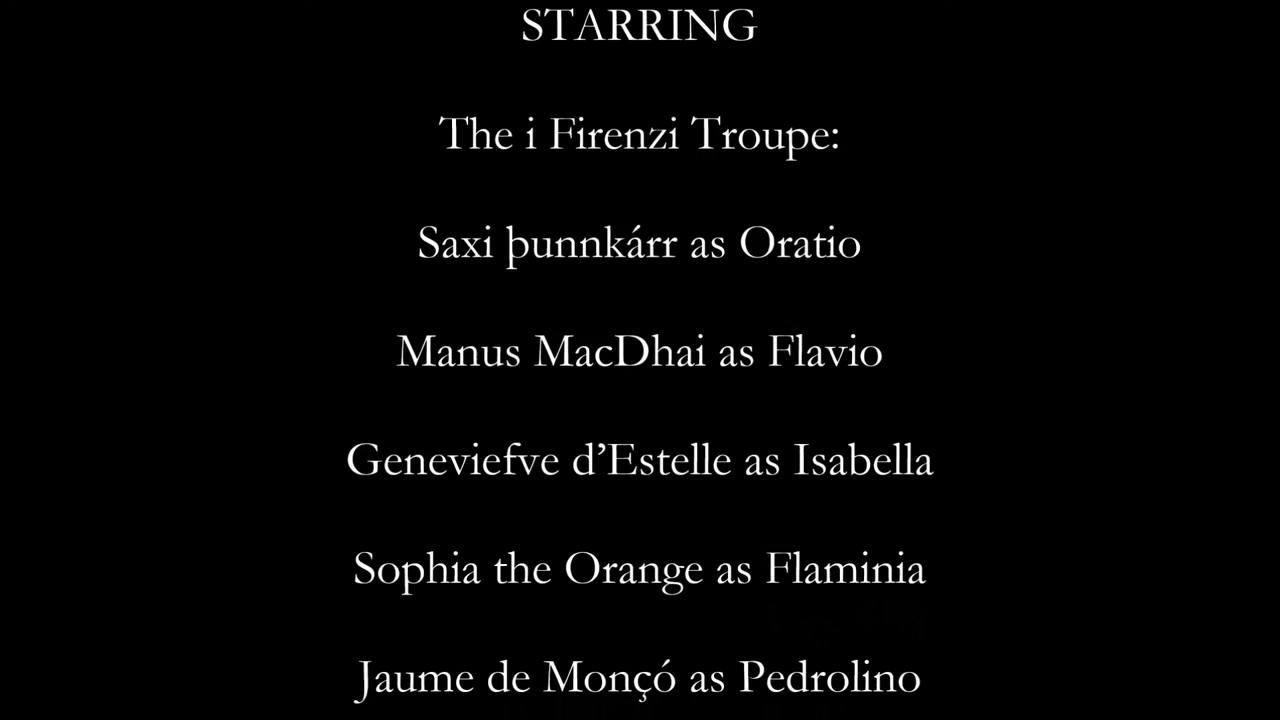 STARRING
The i Firenzi Troupe:
Saxi þunnkárr as Oratio
Manus MacDhai as Flavio
Geneviefve d’Estelle as Isabella
Sophia the Orange as Flaminia
Jaume de Monçó as Pedrolino